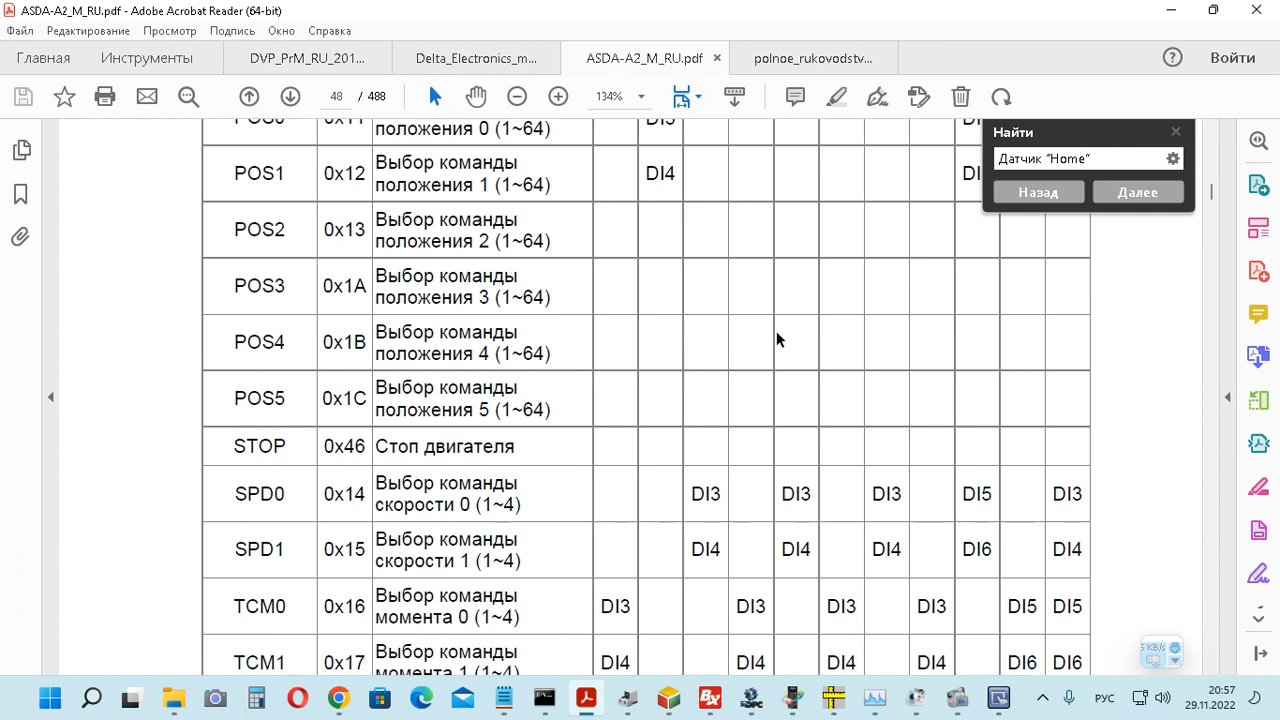 ASDA-A2_M_RU.pdf - Adobe Acrobat Reader (64-bit)
Файл Редактирование Просмотр Подпись Окно Справка
Главная Инструменты DVP_PrM_RU_201... Delta_Electronics_m... ASDA-A2_M_RU.pdf × polnoe_rukovodstv... Войти
48 / 488 134%
Найти
Датчик "Home"
Назад Далее
положения 0 (1~64)
POS1 0x12 Выбор команды положения 1 (1~64) DI4
POS2 0x13 Выбор команды положения 2 (1~64)
POS3 0x1A Выбор команды положения 3 (1~64)
POS4 0x1B Выбор команды положения 4 (1~64)
POS5 0x1C Выбор команды положения 5 (1~64)
STOP 0x46 Стоп двигателя
SPD0 0x14 Выбор команды скорости 0 (1~4) DI3 DI3 DI3 DI5 DI3
SPD1 0x15 Выбор команды скорости 1 (1~4) DI4 DI4 DI4 DI6 DI4
TCM0 0x16 Выбор команды момента 0 (1~4) DI3 DI3 DI3 DI3 DI5 DI5
TCM1 0x17 Выбор команды момента 1 (1~4) DI4 DI4 DI4 DI4 DI6 DI6
KB/s
РУС 20:57
29.11.2022